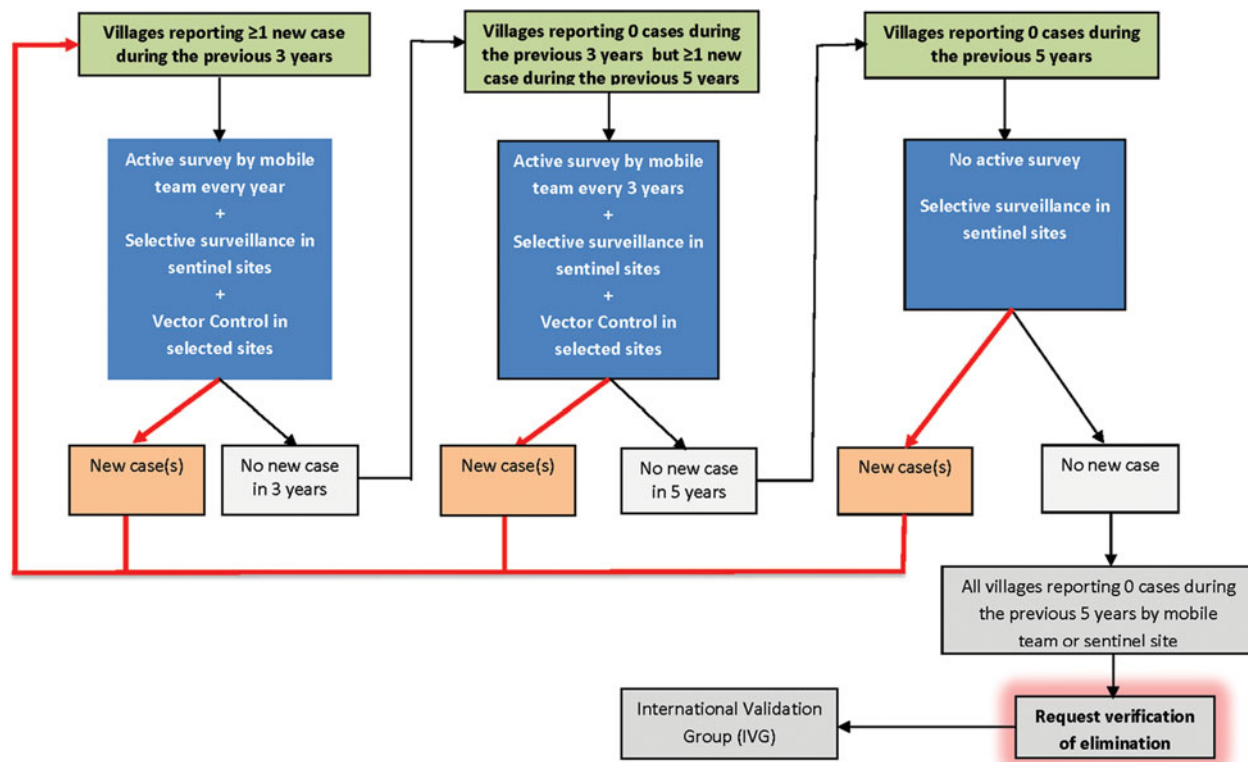 Villages reporting ≥1 new case
during the previous 3 years
Villages reporting 0 cases during
the previous 3 years but ≥1 new
case during the previous 5 years
Villages reporting 0 cases during
the previous 5 years
Active survey by mobile
team every year
+
Selective surveillance in
sentinel sites
+
Vector Control in
selected sites
Active survey by mobile
team every 3 years
+
Selective surveillance in
sentinel sites
+
Vector Control in
selected sites
No active survey
Selective surveillance in
sentinel sites
New case(s)
No new case
in 3 years
New case(s)
No new case
in 5 years
New case(s)
No new case
All villages reporting 0 cases during
the previous 5 years by mobile
team or sentinel site
Request verification
of elimination
International Validation
Group (IVG)